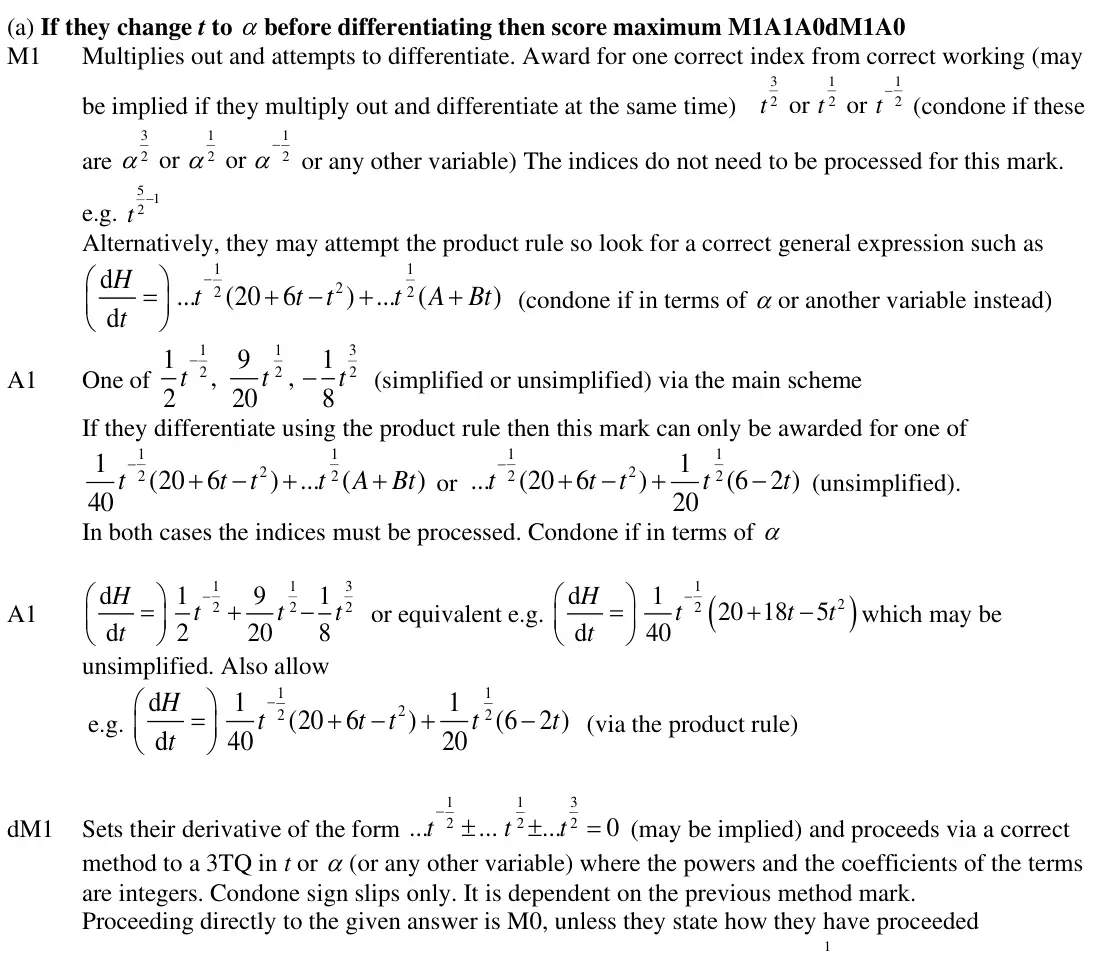 (a) If they change t to α before differentiating then score maximum M1A1A0dM1A0
M1 Multiplies out and attempts to differentiate. Award for one correct index from correct working (may
be implied if they multiply out and differentiate at the same time) t^(3/2) or t^(1/2) or t^(-1/2) (condone if these
are α^(3/2) or α^(1/2) or α^(-1/2) or any other variable) The indices do not need to be processed for this mark.
e.g. t^(5/2-1)
Alternatively, they may attempt the product rule so look for a correct general expression such as
(dH/dt =) ...t^(-1/2)(20+6t−t²)+...t^(1/2)(A+Bt) (condone if in terms of α or another variable instead)
A1 One of 1/2 t^(-1/2), 9/20 t^(1/2), −1/8 t^(3/2) (simplified or unsimplified) via the main scheme
If they differentiate using the product rule then this mark can only be awarded for one of
1/40 t^(-1/2)(20+6t−t²)+...t^(1/2)(A+Bt) or ...t^(-1/2)(20+6t−t²)+1/20 t^(1/2)(6−2t) (unsimplified).
In both cases the indices must be processed. Condone if in terms of α
A1 (dH/dt =) 1/2 t^(-1/2) + 9/20 t^(1/2) − 1/8 t^(3/2) or equivalent e.g. (dH/dt =) 1/40 t^(-1/2)(20+18t−5t²) which may be
unsimplified. Also allow
e.g. (dH/dt =) 1/40 t^(-1/2)(20+6t−t²)+1/20 t^(1/2)(6−2t) (via the product rule)
dM1 Sets their derivative of the form ...t^(-1/2) ±... t^(1/2) ±...t^(3/2) = 0 (may be implied) and proceeds via a correct
method to a 3TQ in t or α (or any other variable) where the powers and the coefficients of the terms
are integers. Condone sign slips only. It is dependent on the previous method mark.
Proceeding directly to the given answer is M0, unless they state how they have proceeded
1